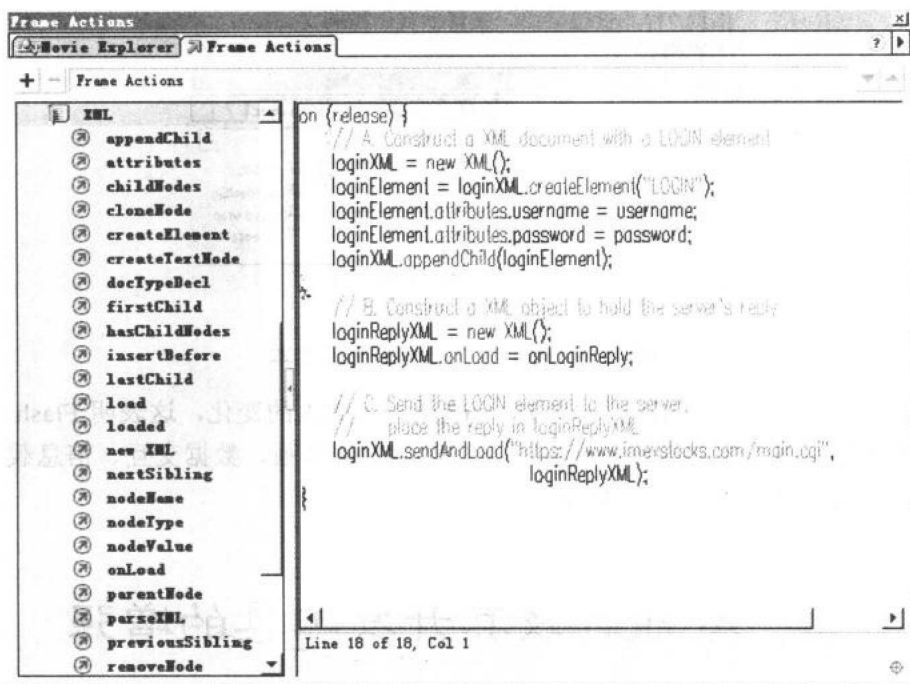 Frame Actions
Movie Explorer Frame Actions ?
+ - Frame Actions
XML
appendChild
attributes
childNodes
cloneNode
createElement
createTextNode
docTypeDecl
firstChild
hasChildNodes
insertBefore
lastChild
load
loaded
new XML
nextSibling
nodeName
nodeType
nodeValue
onLoad
parentNode
parseXML
previousSibling
removeNode
on (release) {
// A. Construct a XML document with a LOGIN element
loginXML = new XML();
loginElement = loginXML.createElement("LOGIN");
loginElement.attributes.username = username;
loginElement.attributes.password = password;
loginXML.appendChild(loginElement);
// B. Construct a XML object to hold the server's reply
loginReplyXML = new XML();
loginReplyXML.onLoad = onLoginReply;
// C. Send the LOGIN element to the server,
// place the reply in loginReplyXML
loginXML.sendAndLoad("https://www.imexstocks.com/main.cgi",
loginReplyXML);
}
Line 18 of 18, Col 1